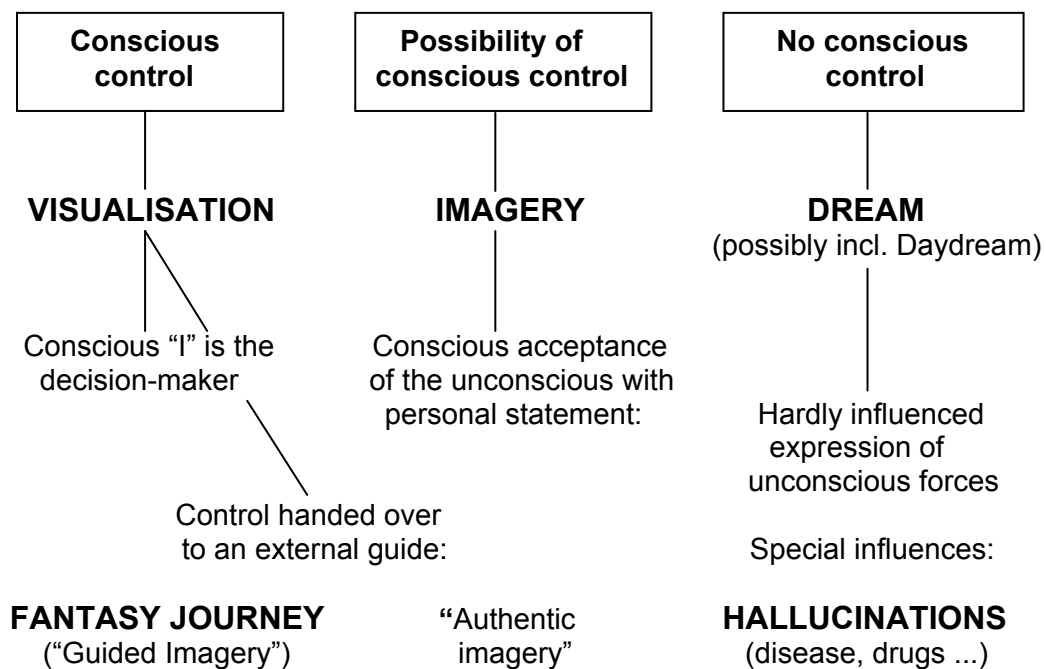 Conscious
control
Possibility of
conscious control
No conscious
control
VISUALISATION
IMAGERY
DREAM
(possibly incl. Daydream)
Conscious “I” is the
decision-maker
Conscious acceptance
of the unconscious with
personal statement:
Hardly influenced
expression of
unconscious forces
Control handed over
to an external guide:
Special influences:
FANTASY JOURNEY
(“Guided Imagery”)
“Authentic
imagery”
HALLUCINATIONS
(disease, drugs ...)